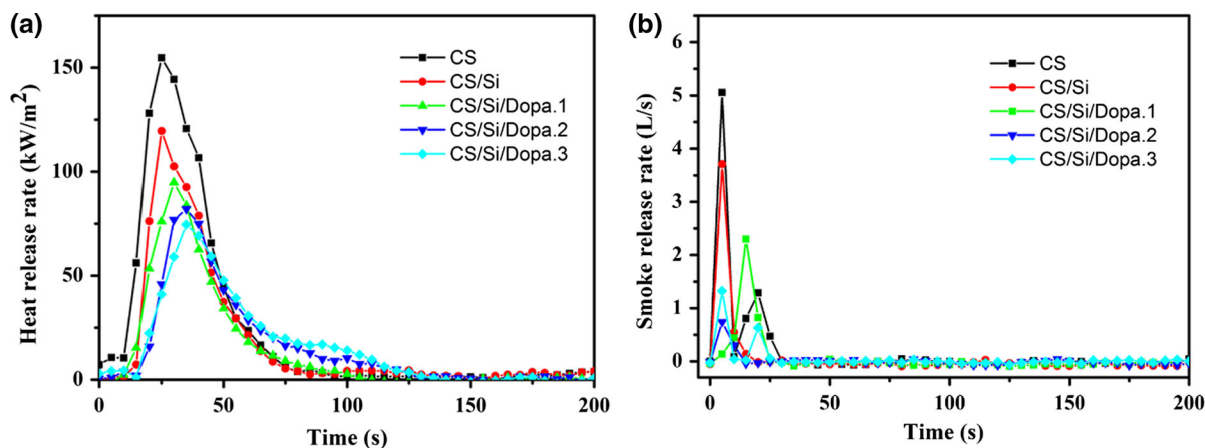 (a)
Heat release rate (kW/m²)
150
100
50
0
CS
CS/Si
CS/Si/Dopa.1
CS/Si/Dopa.2
CS/Si/Dopa.3
0 50 100 150 200
Time (s)
(b)
Smoke release rate (L/s)
6
5
4
3
2
1
0
CS
CS/Si
CS/Si/Dopa.1
CS/Si/Dopa.2
CS/Si/Dopa.3
0 50 100 150 200
Time (s)